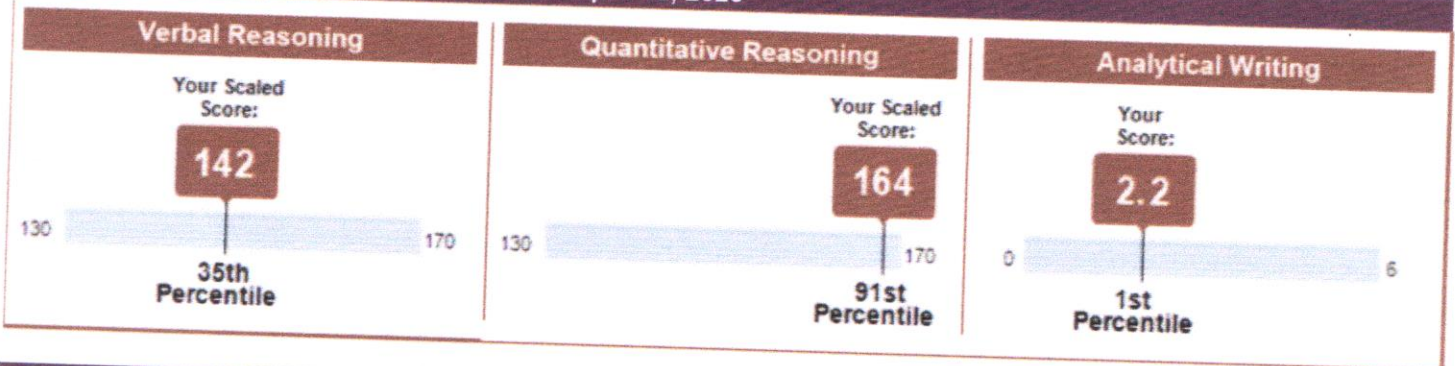 Verbal Reasoning
Your Scaled
Score:
142
130
170
35th
Percentile
Quantitative Reasoning
Your Scaled
Score:
164
130
170
91st
Percentile
Analytical Writing
Your
Score:
2.2
0
6
1st
Percentile